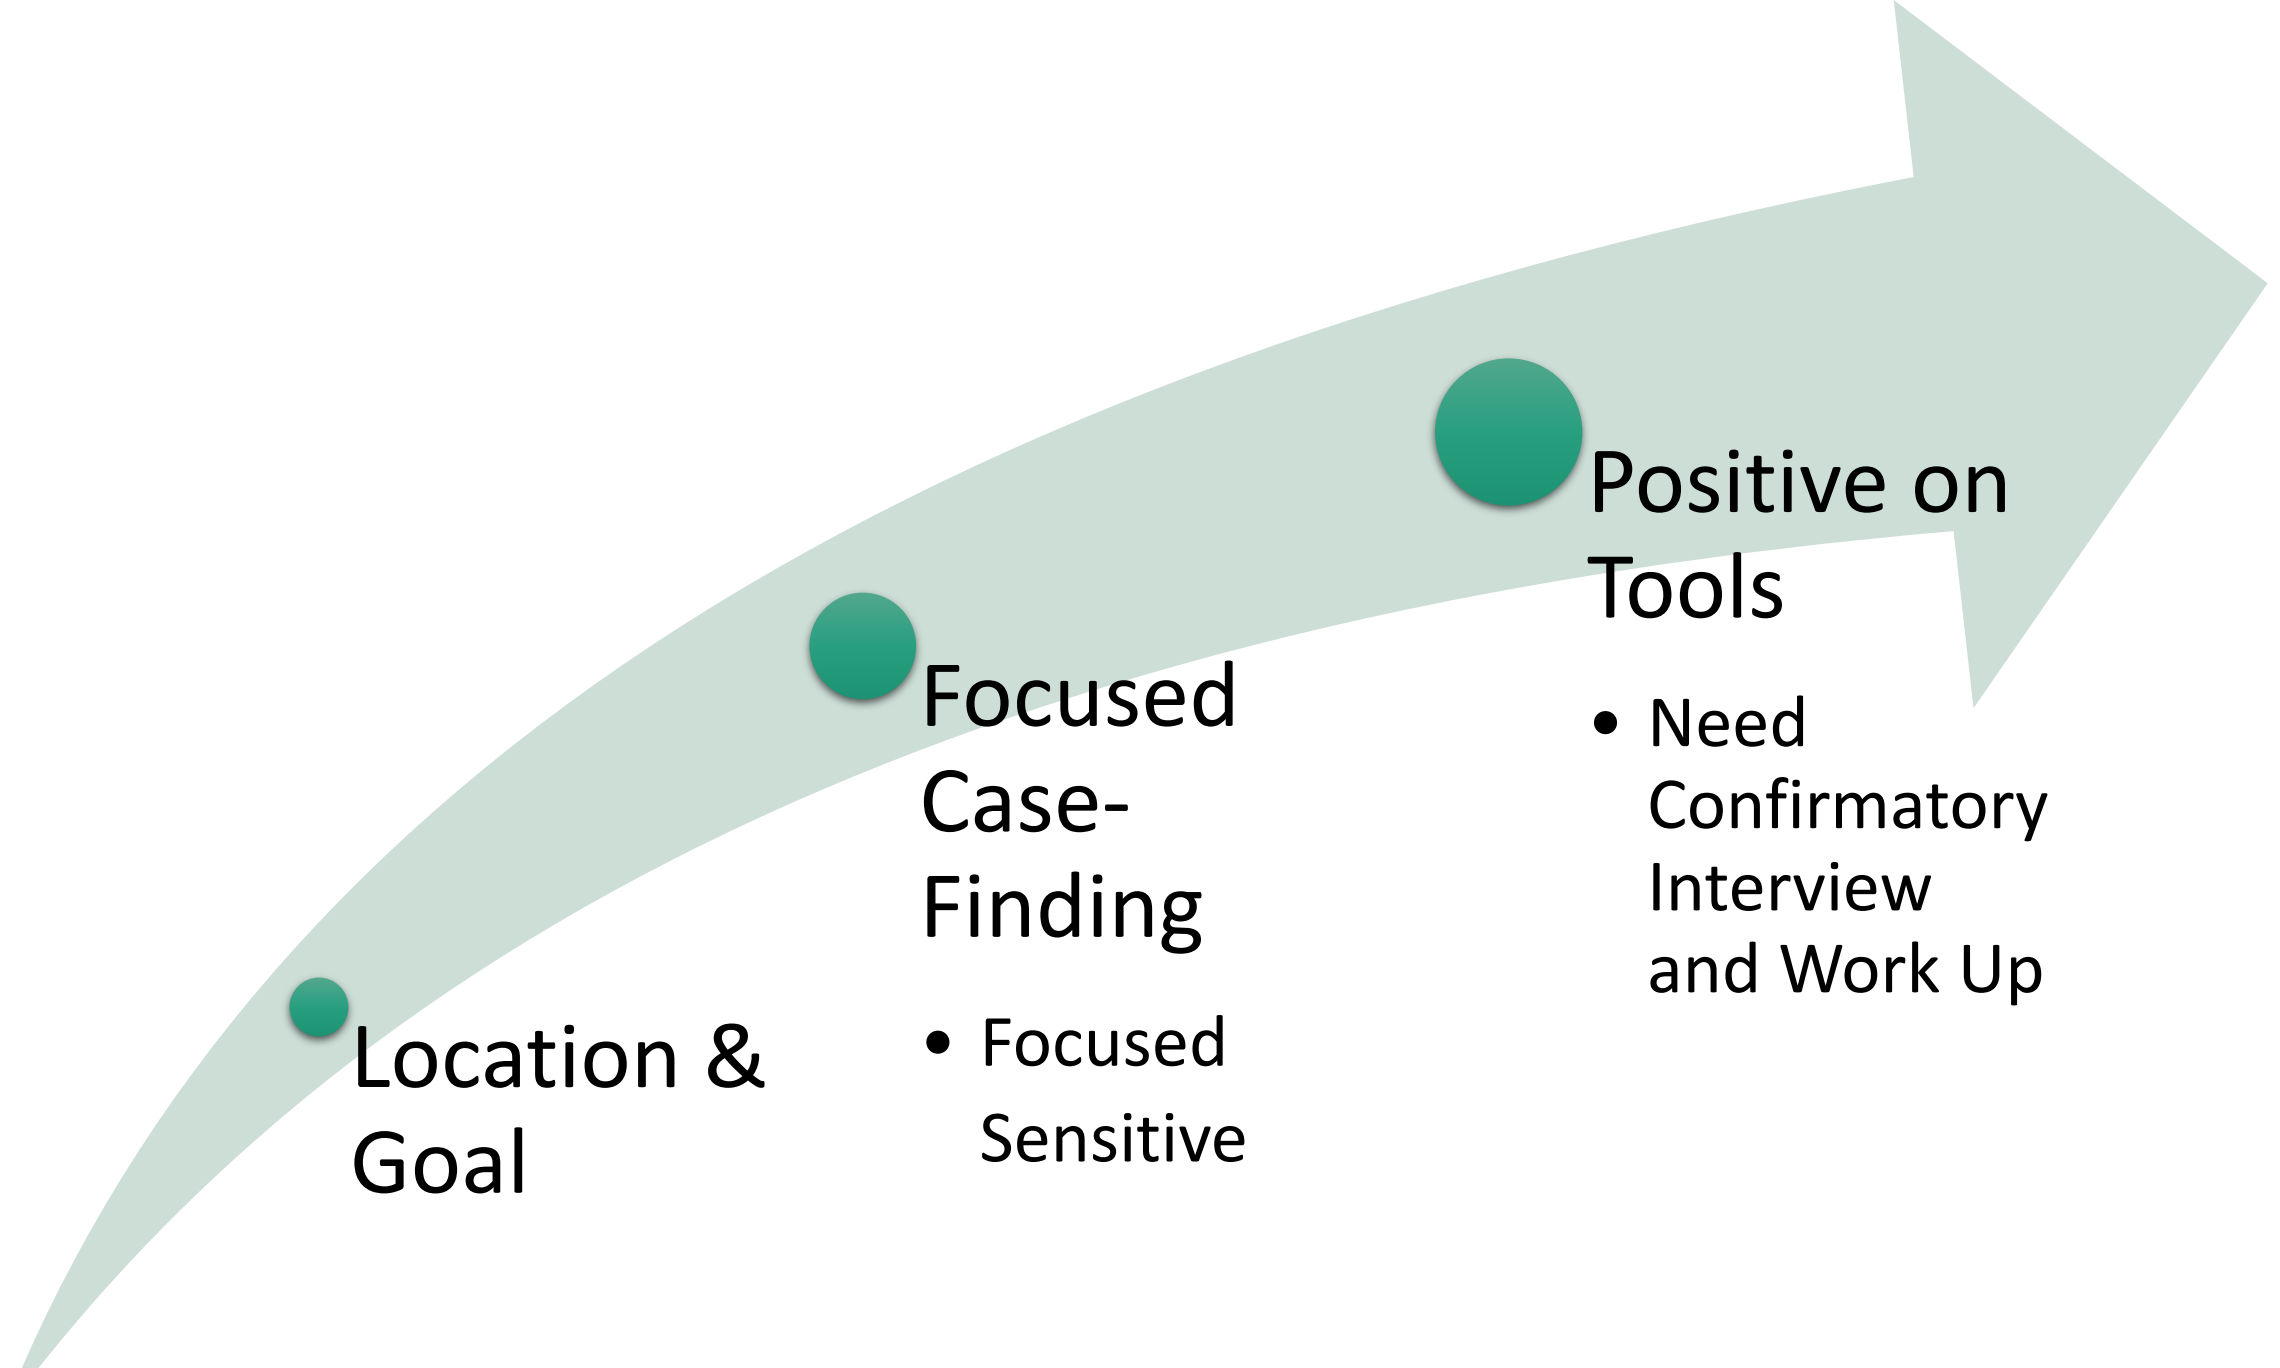 Location &
Goal
Focused
Case-
Finding
• Focused
Sensitive
Positive on
Tools
• Need
Confirmatory
Interview
and Work Up